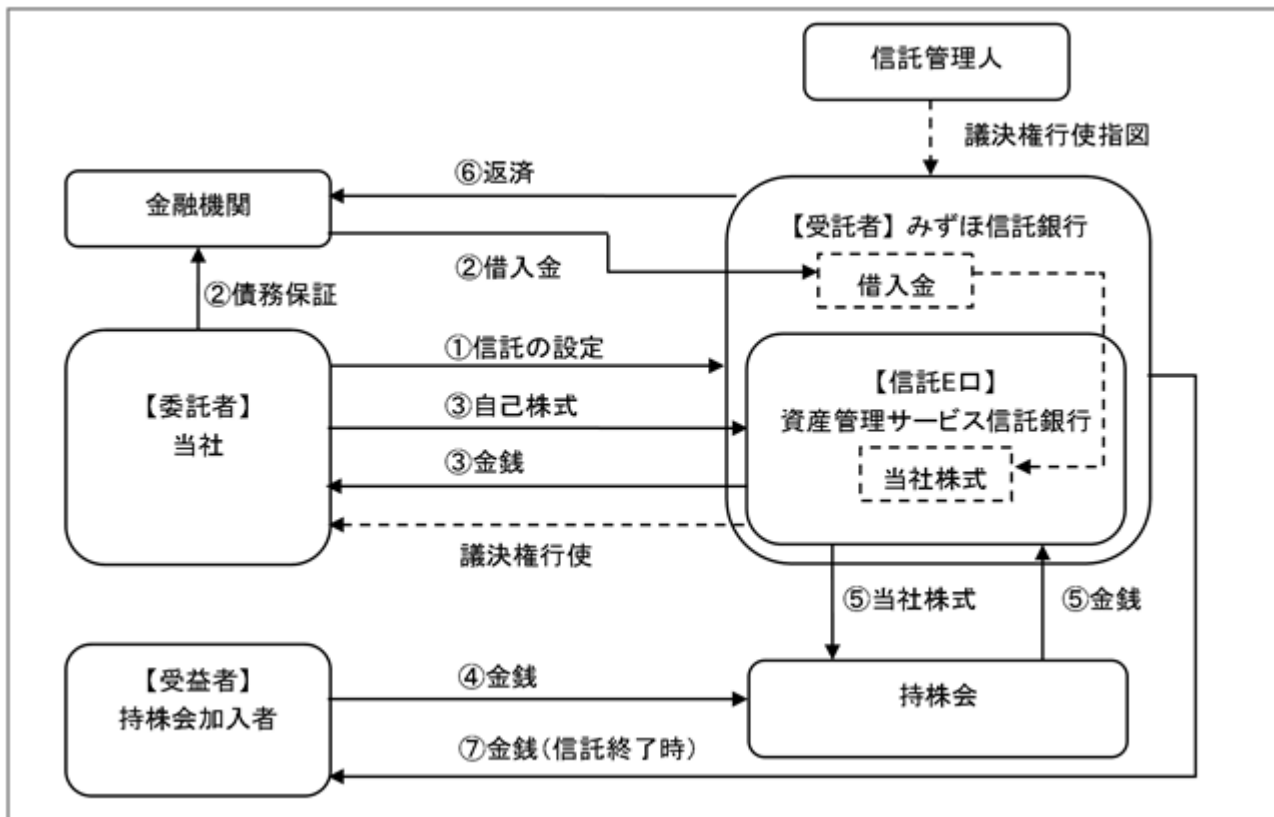 信託管理人
議決権行使指図
⑥返済
金融機関
【受託者】みずほ信託銀行
②借入金
借入金
②債務保証
①信託の設定
【委託者】
当社
③自己株式
【信託E口】
資産管理サービス信託銀行
③金銭
当社株式
議決権行使
⑤当社株式
⑤金銭
【受益者】
持株会加入者
④金銭
持株会
⑦金銭(信託終了時)